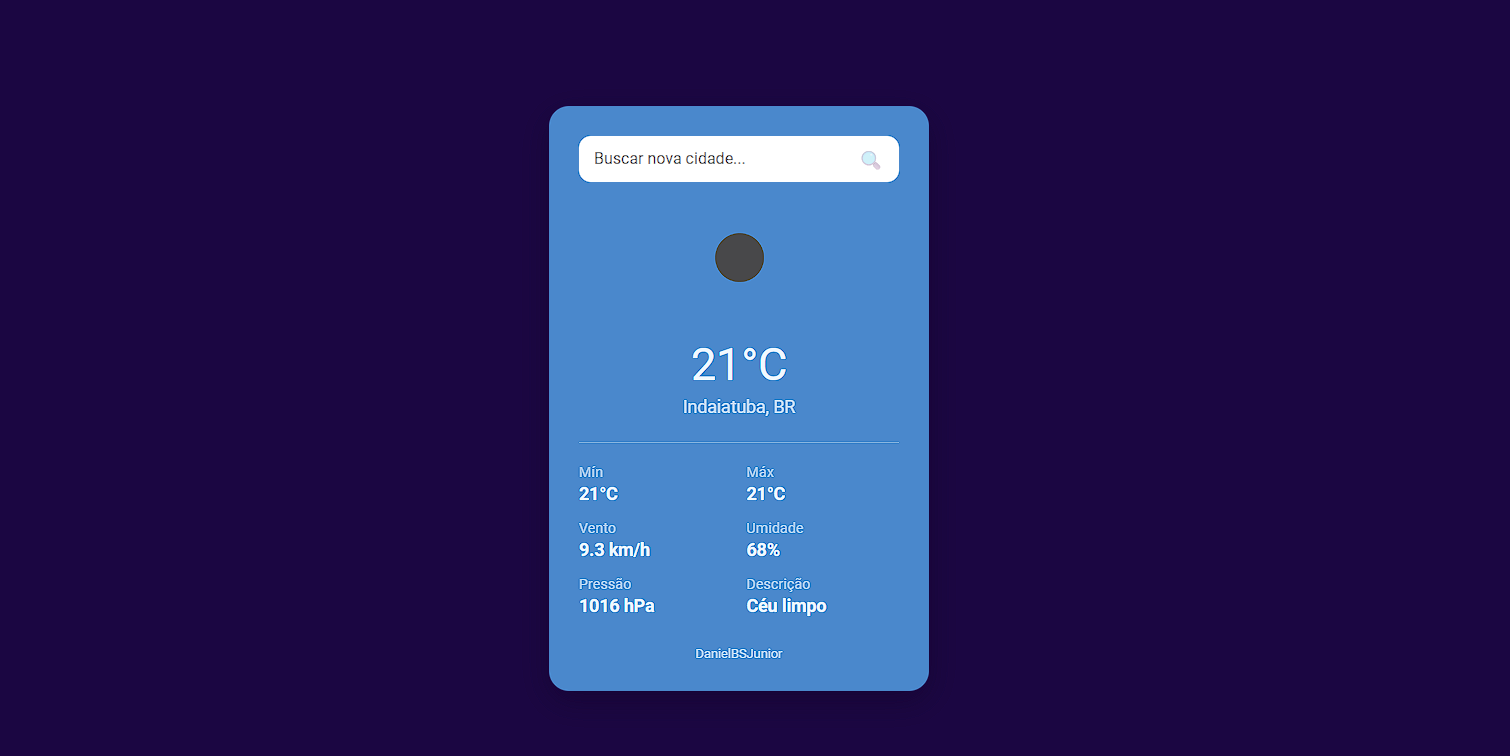 Buscar nova cidade...
21°C
Indaiatuba, BR
Mín Máx
21°C 21°C
Vento Umidade
9.3 km/h 68%
Pressão Descrição
1016 hPa Céu limpo
DanielBSJunior